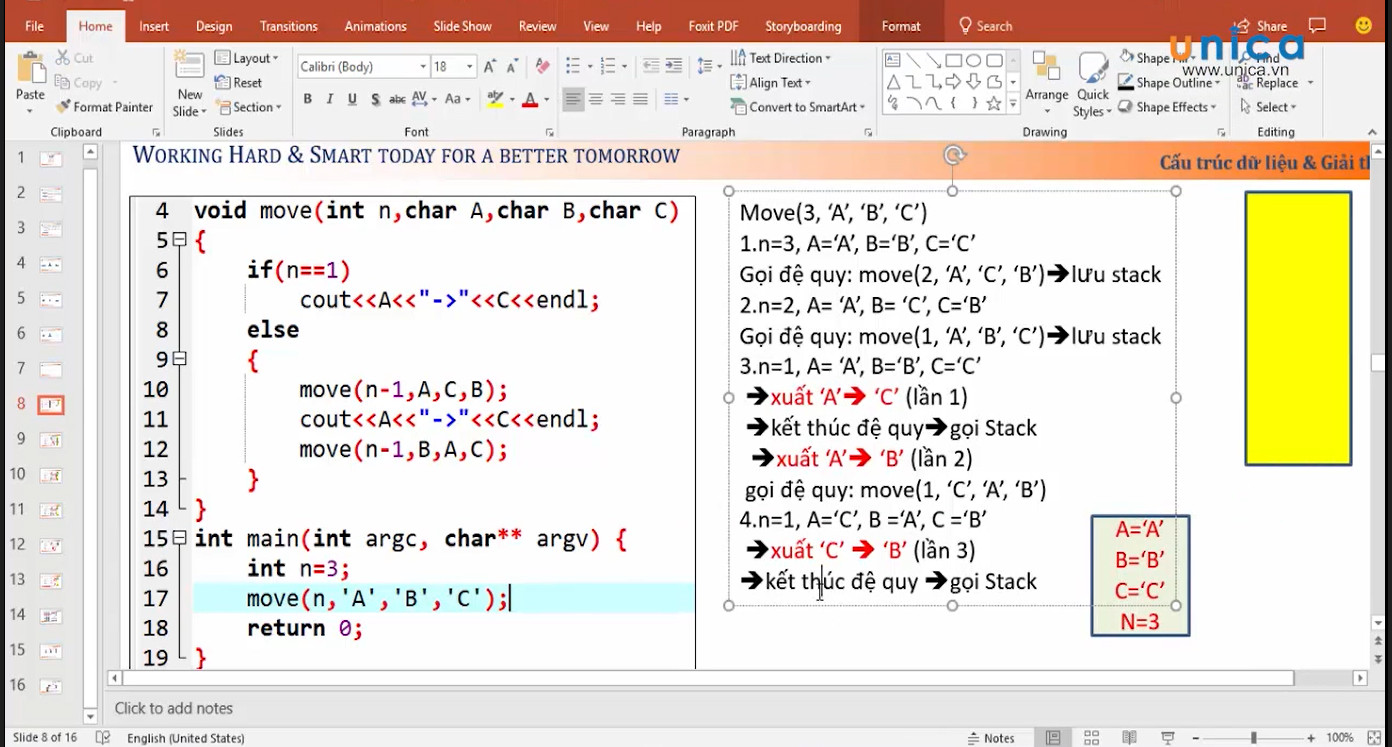 File Home Insert Design Transitions Animations Slide Show Review View Help Foxit PDF Storyboarding Format Search Share
unica
www.unica.vn
Paste Cut Copy Format Painter
New Slide Layout Reset Section
Calibri (Body) 18
B I U S abc AV Aa A
Text Direction
Align Text
Convert to SmartArt
Arrange Quick Styles
Shape Fill
Shape Outline
Shape Effects
Find
Replace
Select
Clipboard Slides Font Paragraph Drawing Editing
WORKING HARD & SMART TODAY FOR A BETTER TOMORROW
Cấu trúc dữ liệu & Giải th
1
2
3
4
5
6
7
8
9
10
11
12
13
14
15
16
4 void move(int n,char A,char B,char C)
5 {
6 if(n==1)
7 cout<<A<<"->"<<C<<endl;
8 else
9 {
10 move(n-1,A,C,B);
11 cout<<A<<"->"<<C<<endl;
12 move(n-1,B,A,C);
13 }
14 }
15 int main(int argc, char** argv) {
16 int n=3;
17 move(n,'A','B','C');
18 return 0;
19 }
Move(3, ‘A’, ‘B’, ‘C’)
1.n=3, A=‘A’, B=‘B’, C=‘C’
Gọi đệ quy: move(2, ‘A’, ‘C’, ‘B’)➔lưu stack
2.n=2, A= ‘A’, B= ‘C’, C=‘B’
Gọi đệ quy: move(1, ‘A’, ‘B’, ‘C’)➔lưu stack
3.n=1, A= ‘A’, B=‘B’, C=‘C’
➔xuất ‘A’➔ ‘C’ (lần 1)
➔kết thúc đệ quy➔gọi Stack
➔xuất ‘A’➔ ‘B’ (lần 2)
gọi đệ quy: move(1, ‘C’, ‘A’, ‘B’)
4.n=1, A=‘C’, B =‘A’, C =‘B’
➔xuất ‘C’ ➔ ‘B’ (lần 3)
➔kết thúc đệ quy ➔gọi Stack
A=‘A’
B=‘B’
C=‘C’
N=3
Click to add notes
Slide 8 of 16 English (United States) Notes 100%